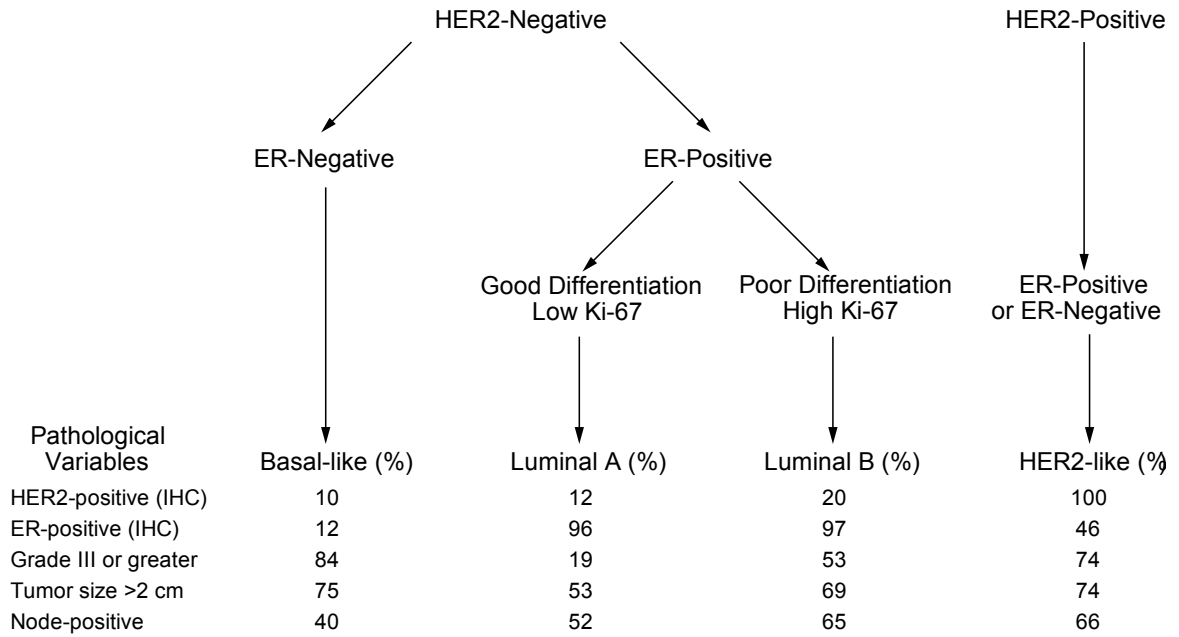 HER2-Negative HER2-Positive
ER-Negative ER-Positive
Good Differentiation Poor Differentiation ER-Positive
Low Ki-67 High Ki-67 or ER-Negative
Pathological
Variables Basal-like (%) Luminal A (%) Luminal B (%) HER2-like (%)
HER2-positive (IHC) 10 12 20 100
ER-positive (IHC) 12 96 97 46
Grade III or greater 84 19 53 74
Tumor size >2 cm 75 53 69 74
Node-positive 40 52 65 66